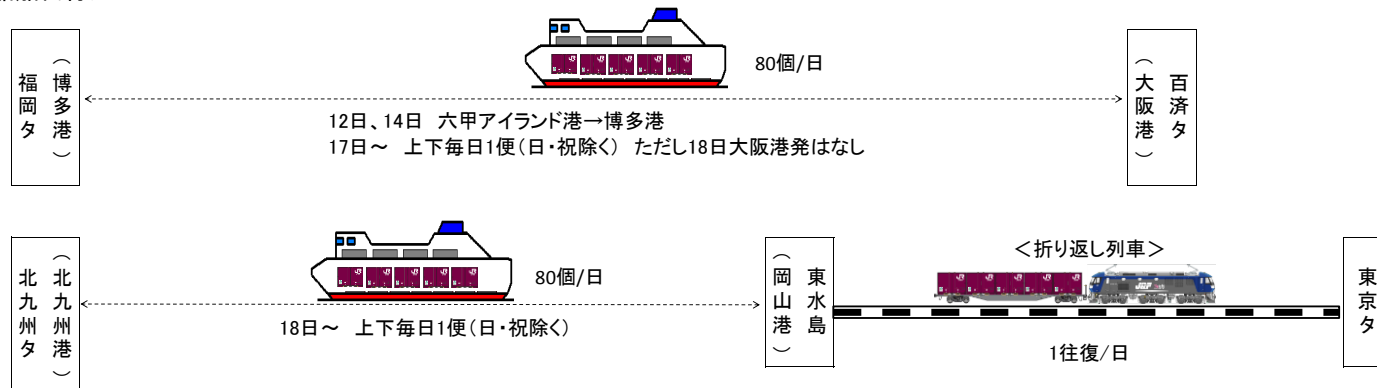 福岡タ
（博多港）
80個/日
12日、14日　六甲アイランド港→博多港
17日～　上下毎日1便（日・祝除く）　ただし18日大阪港発はなし
百済タ
（大阪港）
北九州タ
（北九州港）
80個/日
18日～　上下毎日1便（日・祝除く）
東水島
（岡山港）
＜折り返し列車＞
1往復/日
東京タ